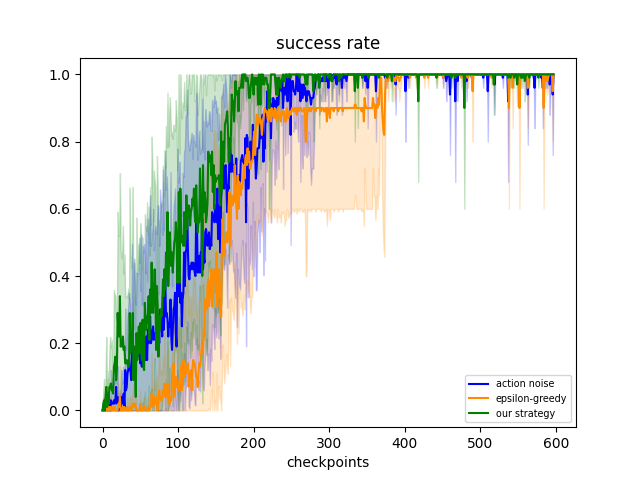 success rate
1.0
0.8
0.6
0.4
0.2
0.0
0 100 200 300 400 500 600
checkpoints
action noise
epsilon-greedy
our strategy